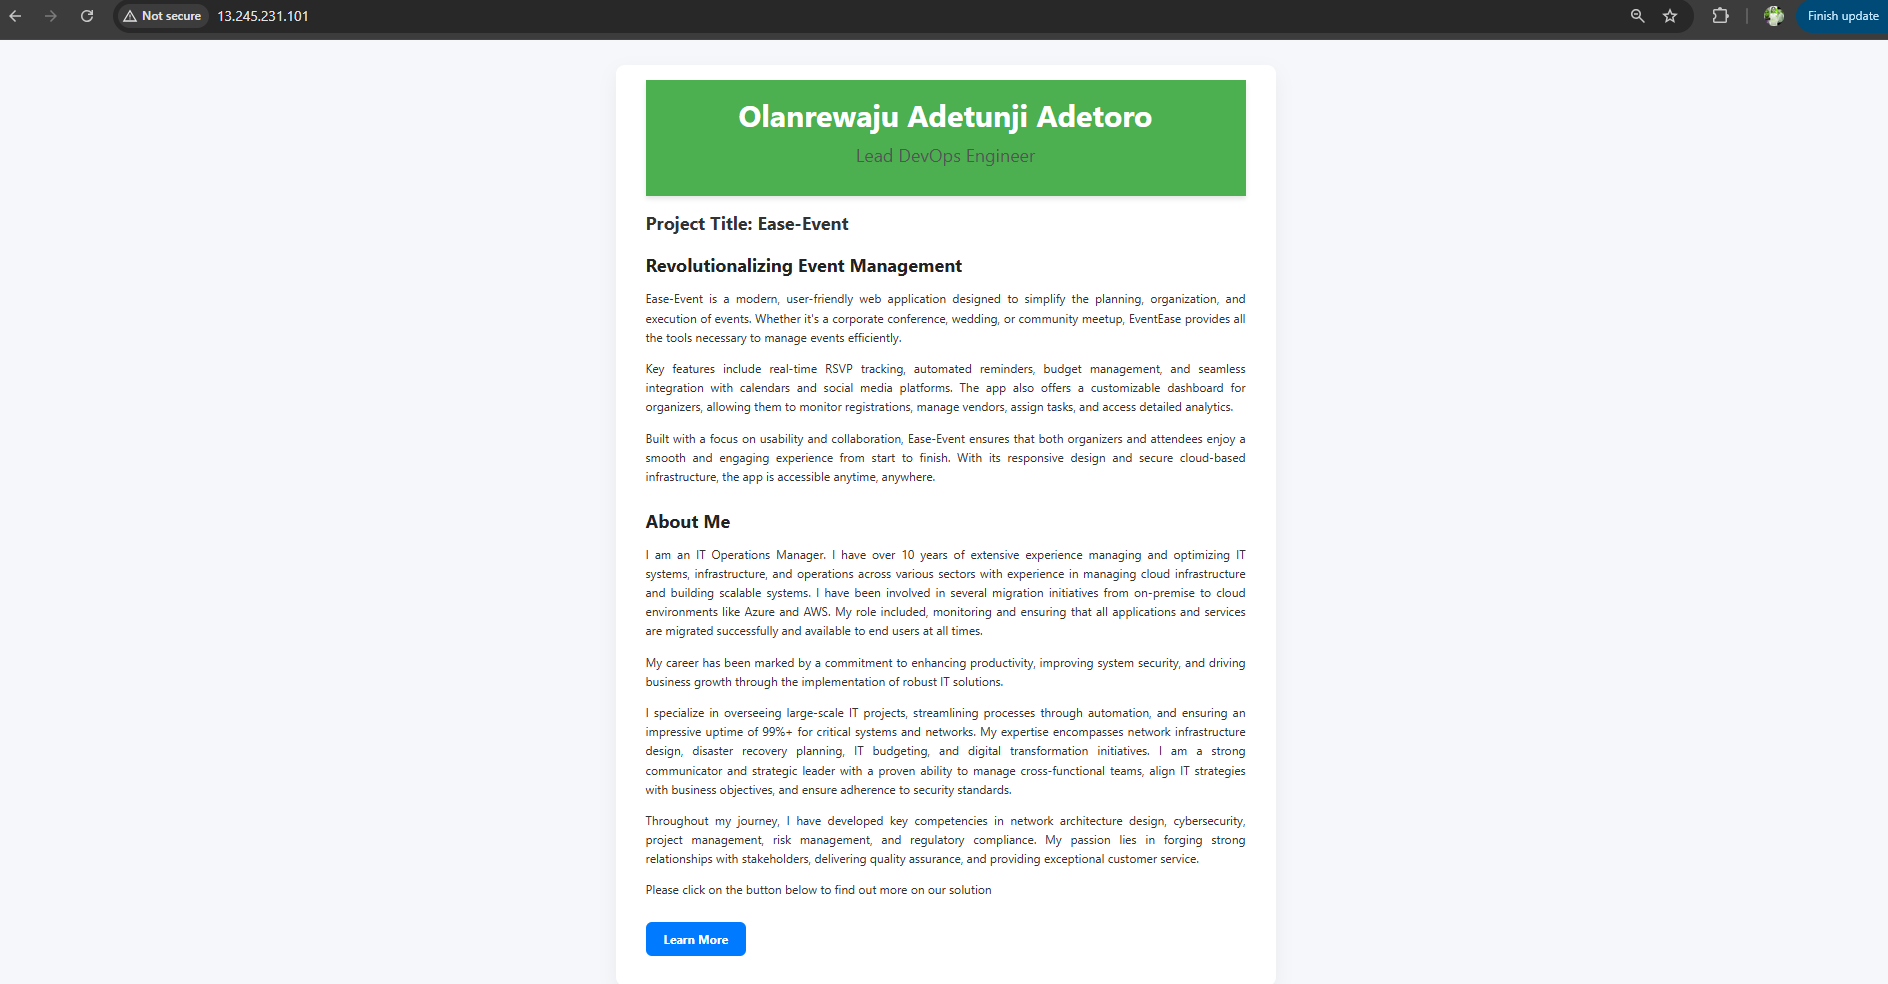 Not secure 13.245.231.101 Finish update
Olanrewaju Adetunji Adetoro
Lead DevOps Engineer
Project Title: Ease-Event
Revolutionalizing Event Management
Ease-Event is a modern, user-friendly web application designed to simplify the planning, organization, and
execution of events. Whether it's a corporate conference, wedding, or community meetup, EventEase provides all
the tools necessary to manage events efficiently.
Key features include real-time RSVP tracking, automated reminders, budget management, and seamless
integration with calendars and social media platforms. The app also offers a customizable dashboard for
organizers, allowing them to monitor registrations, manage vendors, assign tasks, and access detailed analytics.
Built with a focus on usability and collaboration, Ease-Event ensures that both organizers and attendees enjoy a
smooth and engaging experience from start to finish. With its responsive design and secure cloud-based
infrastructure, the app is accessible anytime, anywhere.
About Me
I am an IT Operations Manager. I have over 10 years of extensive experience managing and optimizing IT
systems, infrastructure, and operations across various sectors with experience in managing cloud infrastructure
and building scalable systems. I have been involved in several migration initiatives from on-premise to cloud
environments like Azure and AWS. My role included, monitoring and ensuring that all applications and services
are migrated successfully and available to end users at all times.
My career has been marked by a commitment to enhancing productivity, improving system security, and driving
business growth through the implementation of robust IT solutions.
I specialize in overseeing large-scale IT projects, streamlining processes through automation, and ensuring an
impressive uptime of 99%+ for critical systems and networks. My expertise encompasses network infrastructure
design, disaster recovery planning, IT budgeting, and digital transformation initiatives. I am a strong
communicator and strategic leader with a proven ability to manage cross-functional teams, align IT strategies
with business objectives, and ensure adherence to security standards.
Throughout my journey, I have developed key competencies in network architecture design, cybersecurity,
project management, risk management, and regulatory compliance. My passion lies in forging strong
relationships with stakeholders, delivering quality assurance, and providing exceptional customer service.
Please click on the button below to find out more on our solution
Learn More